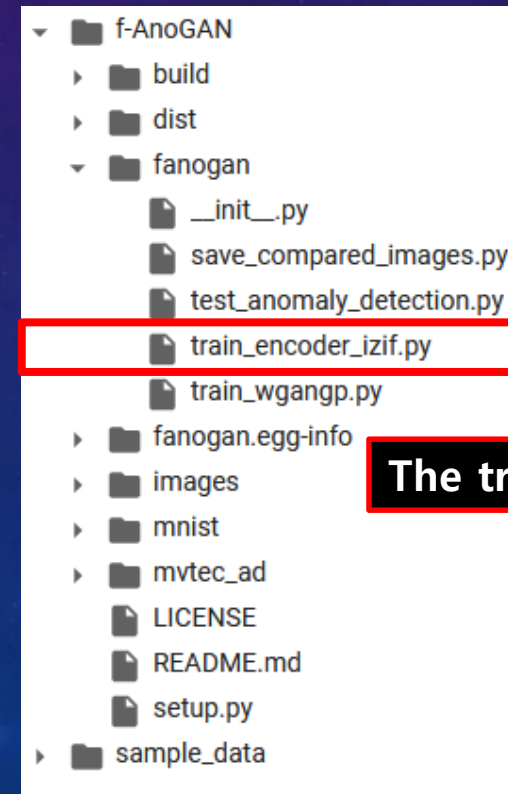 f-AnoGAN
build
dist
fanogan
__init__.py
save_compared_images.py
test_anomaly_detection.py
train_encoder_izif.py
train_wgangp.py
fanogan.egg-info
The
images
mnist
mvtec_ad
LICENSE
README.md
setup.py
sample_data